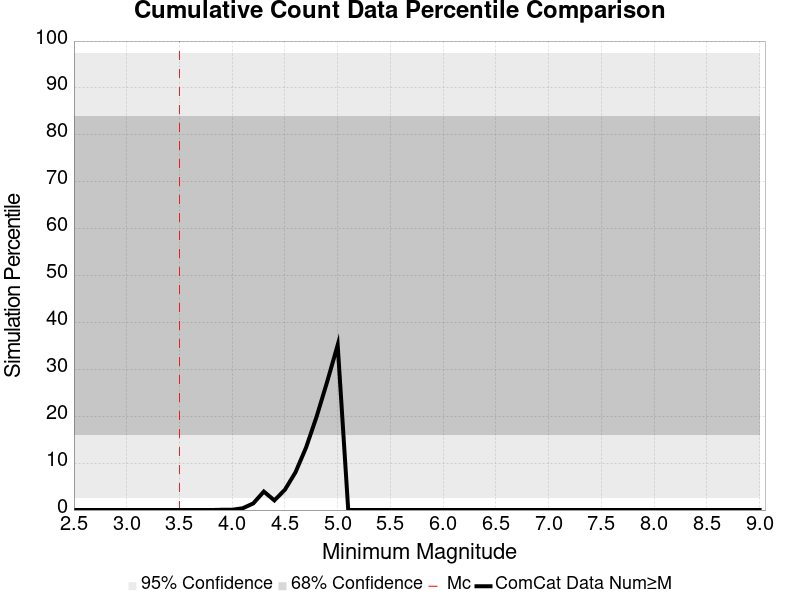 Cumulative Count Data Percentile Comparison
100
90
80
70
60
50
40
30
20
10
0
Simulation Percentile
2.5 3.0 3.5 4.0 4.5 5.0 5.5 6.0 6.5 7.0 7.5 8.0 8.5 9.0
Minimum Magnitude
95% Confidence 68% Confidence Mc ComCat Data Num≥M